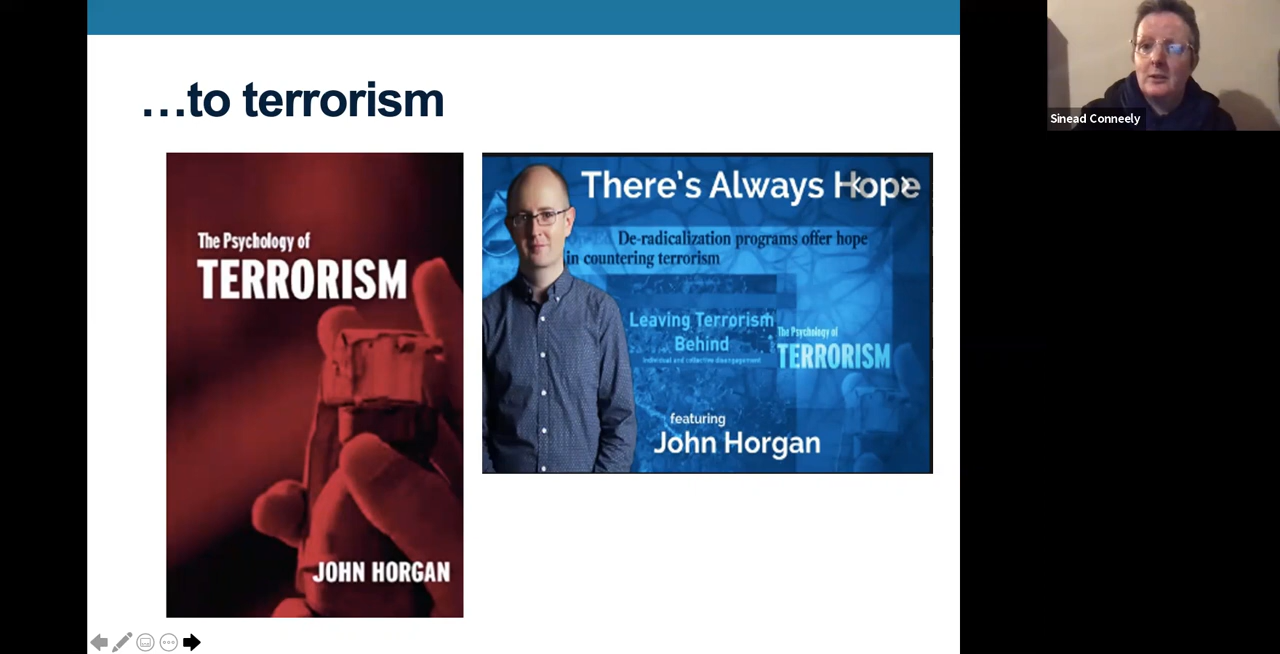 …to terrorism
The Psychology of
TERRORISM
JOHN HORGAN
There's Always Hope
De-radicalization programs offer hope
in countering terrorism
Leaving Terrorism
Behind
individual and collective disengagement
The Psychology of
TERRORISM
featuring
John Horgan
Sinead Conneely